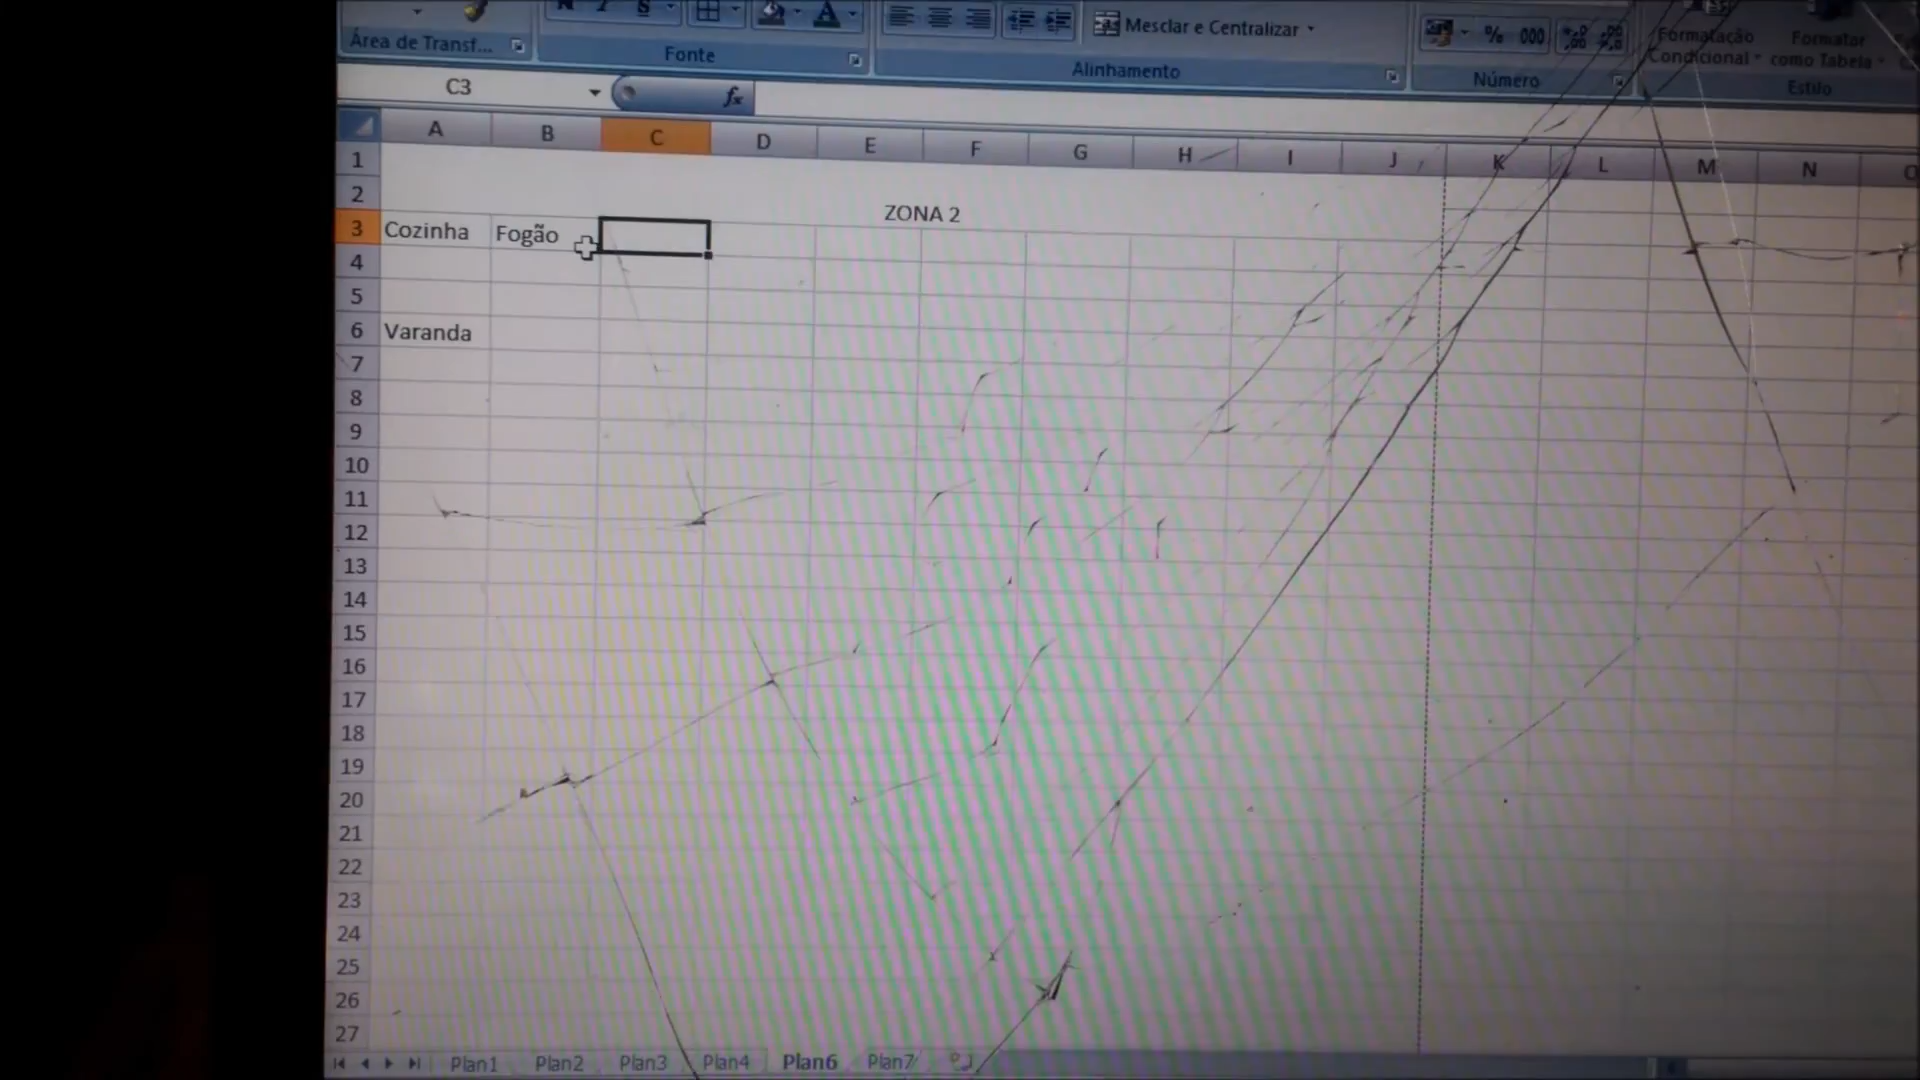 Área de Transf...
Fonte
Mesclar e Centralizar
Alinhamento
% 000
Número
Formatação Condicional
Formatar como Tabela
Estilo
C3
fx
A B C D E F G H I J K L M N O
1
2 ZONA 2
3 Cozinha Fogão
4
5
6 Varanda
7
8
9
10
11
12
13
14
15
16
17
18
19
20
21
22
23
24
25
26
27
Plan1 Plan2 Plan3 Plan4 Plan6 Plan7